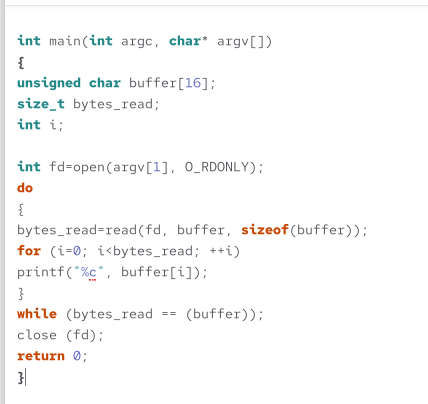 int main(int argc, char* argv[])
{
unsigned char buffer[16];
size_t bytes_read;
int i;
int fd=open(argv[1], O_RDONLY);
do
{
bytes_read=read(fd, buffer, sizeof(buffer));
for (i=0; i<bytes_read; ++i)
printf("%c", buffer[i]);
}
while (bytes_read == (buffer));
close (fd);
return 0;
}